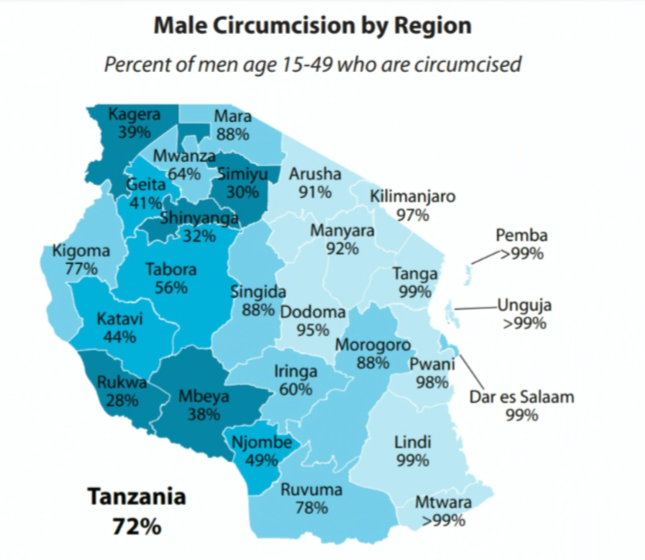 Male Circumcision by Region
Percent of men age 15-49 who are circumcised
Kagera
39%
Mara
88%
Mwanza
64%
Simiyu
30%
Geita
41%
Shinyanga
32%
Arusha
91%
Kilimanjaro
97%
Manyara
92%
Pemba
>99%
Kigoma
77%
Tabora
56%
Singida
88%
Tanga
99%
Unguja
>99%
Katavi
44%
Dodoma
95%
Morogoro
88%
Pwani
98%
Dar es Salaam
99%
Rukwa
28%
Mbeya
38%
Iringa
60%
Njombe
49%
Lindi
99%
Ruvuma
78%
Mtwara
>99%
Tanzania
72%